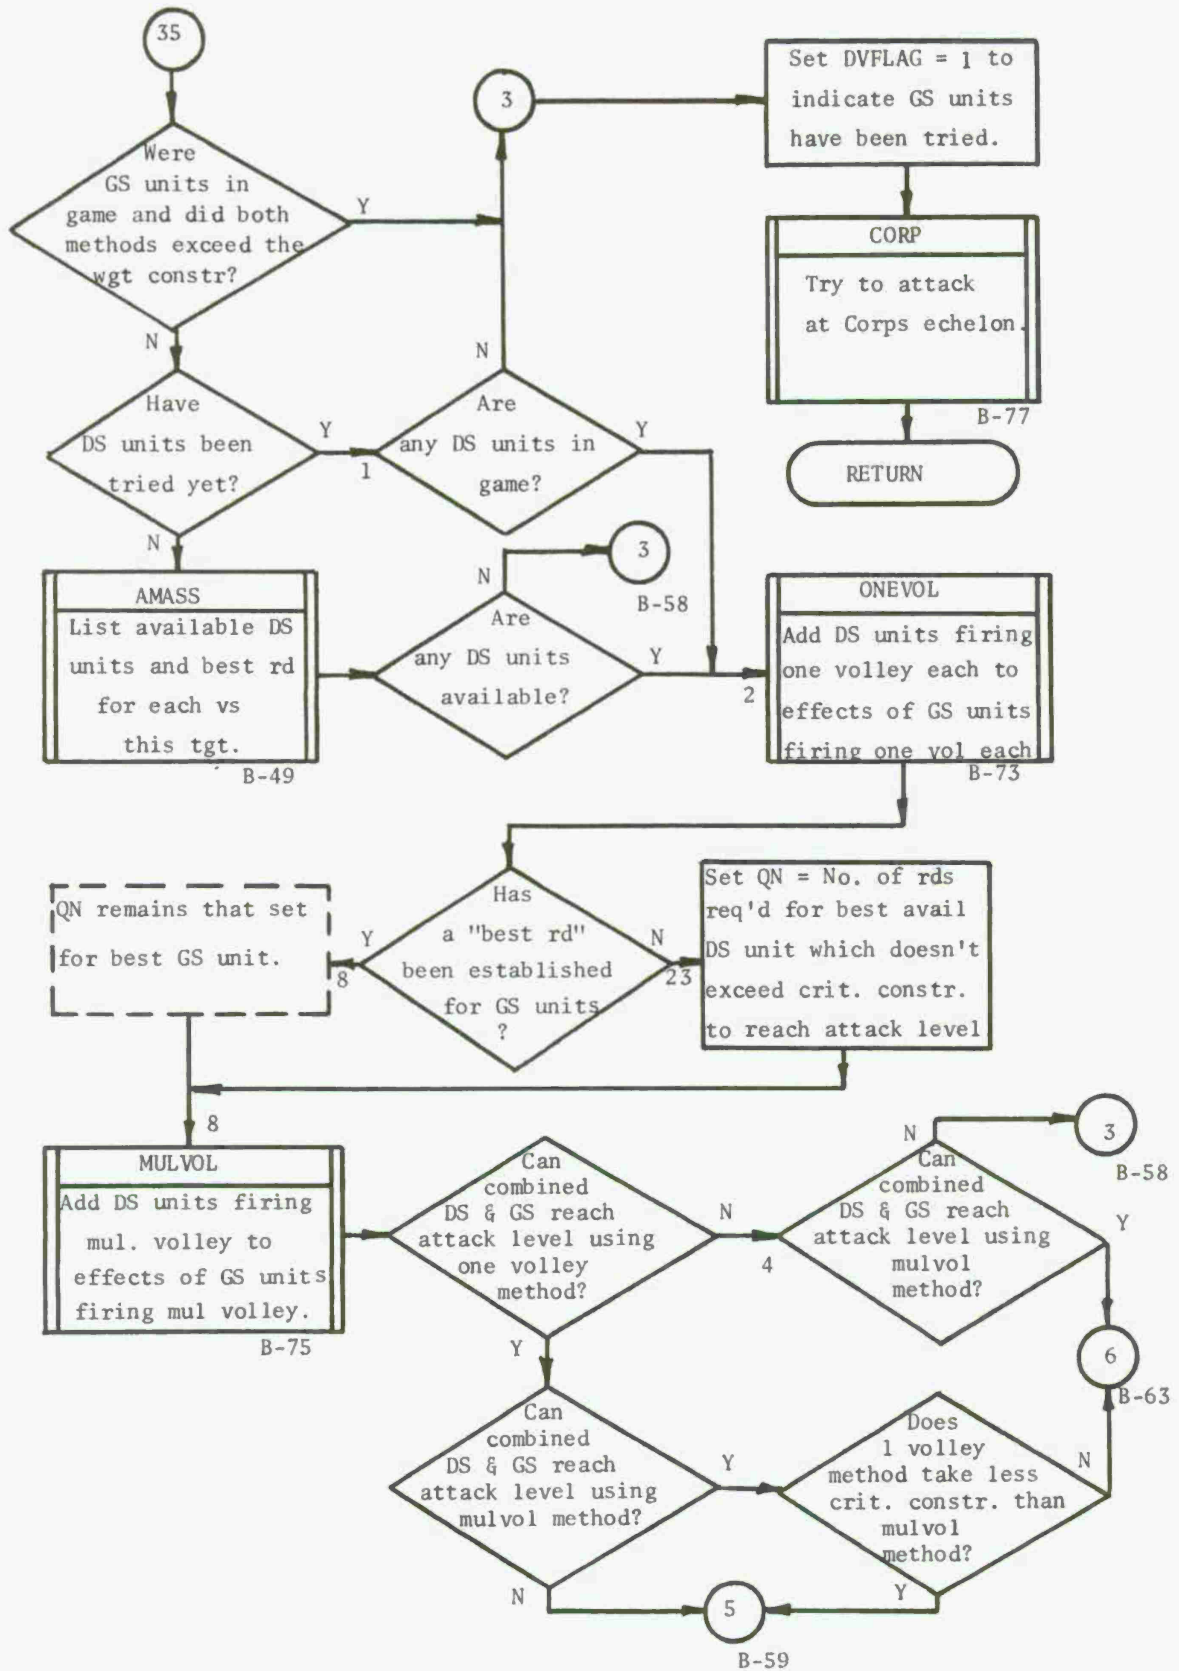 35
Were
GS units in
game and did both
methods exceed the
wgt constr?
Y
N
3
Set DVFLAG = 1 to
indicate GS units
have been tried.
CORP
Try to attack
at Corps echelon.
B-77
RETURN
Have
DS units been
tried yet?
Y
1
N
N
Are
any DS units in
game?
Y
AMASS
List available DS
units and best rd
for each vs
this tgt.
B-49
N
3
B-58
Are
any DS units
available?
Y
2
ONEVOL
Add DS units firing
one volley each to
effects of GS units
firing one vol each
B-73
QN remains that set
for best GS unit.
Y
8
Has
a "best rd"
been established
for GS units
?
N
23
Set QN = No. of rds
req'd for best avail
DS unit which doesn't
exceed crit. constr.
to reach attack level
8
MULVOL
Add DS units firing
mul. volley to
effects of GS units
firing mul volley.
B-75
Can
combined
DS & GS reach
attack level using
one volley
method?
N
4
Y
N
3
B-58
Can
combined
DS & GS reach
attack level using
mulvol
method?
Y
6
B-63
Can
combined
DS & GS reach
attack level using
mulvol method?
Y
N
Does
1 volley
method take less
crit. constr. than
mulvol
method?
N
Y
5
B-59